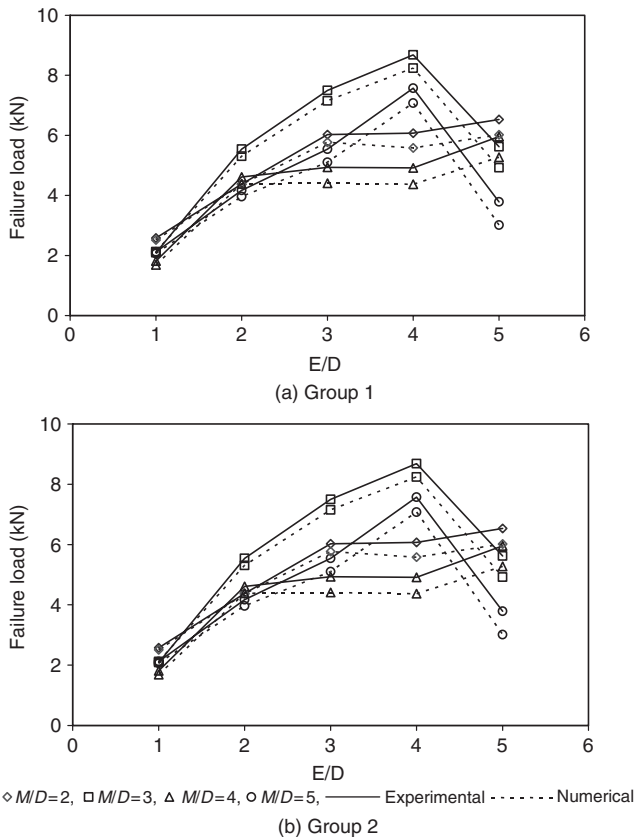 10
8
6
4
2
0
Failure load (kN)
0 1 2 3 4 5 6
E/D
(a) Group 1
10
8
6
4
2
0
Failure load (kN)
0 1 2 3 4 5 6
E/D
M/D=2, M/D=3, M/D=4, M/D=5, Experimental Numerical
(b) Group 2